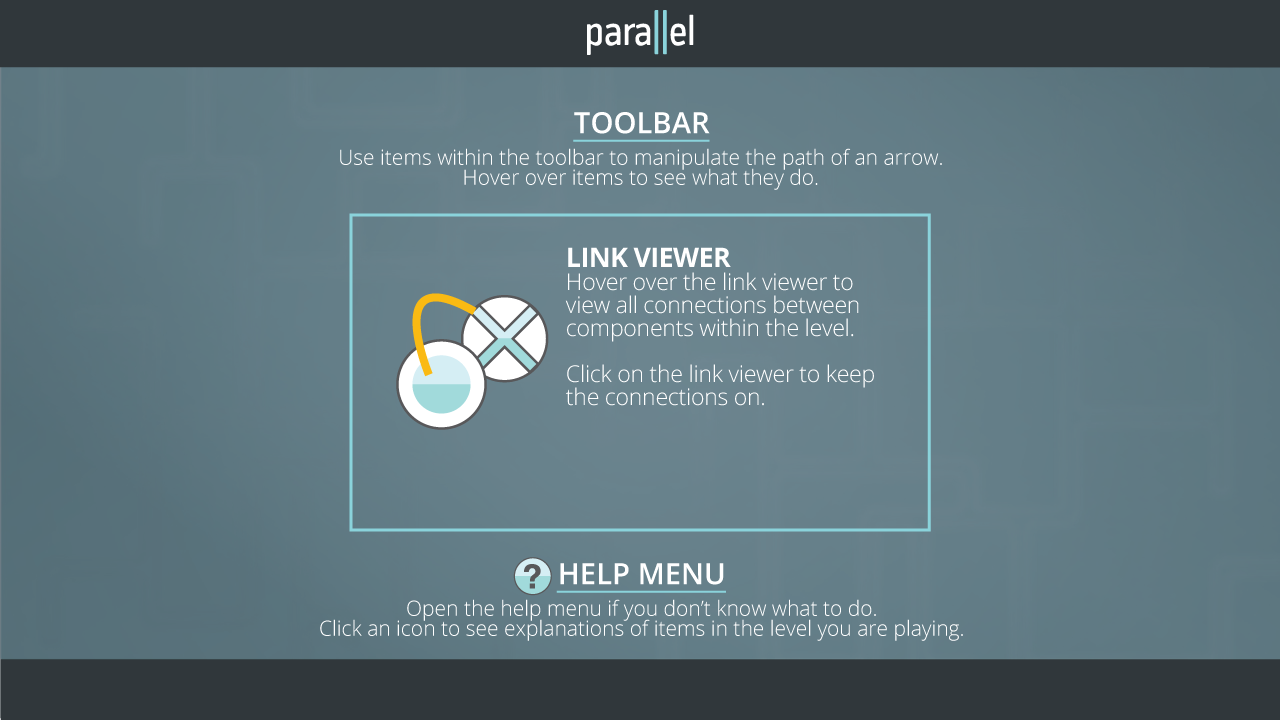 parallel
TOOLBAR
Use items within the toolbar to manipulate the path of an arrow.
Hover over items to see what they do.
LINK VIEWER
Hover over the link viewer to
view all connections between
components within the level.
Click on the link viewer to keep
the connections on.
? HELP MENU
Open the help menu if you don’t know what to do.
Click an icon to see explanations of items in the level you are playing.